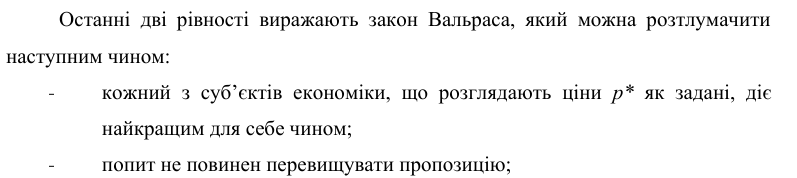 Останні дві рівності виражають закон Вальраса, який можна розтлумачити
наступним чином:
- кожний з суб’єктів економіки, що розглядають ціни p* як задані, діє
найкращим для себе чином;
- попит не повинен перевищувати пропозицію;